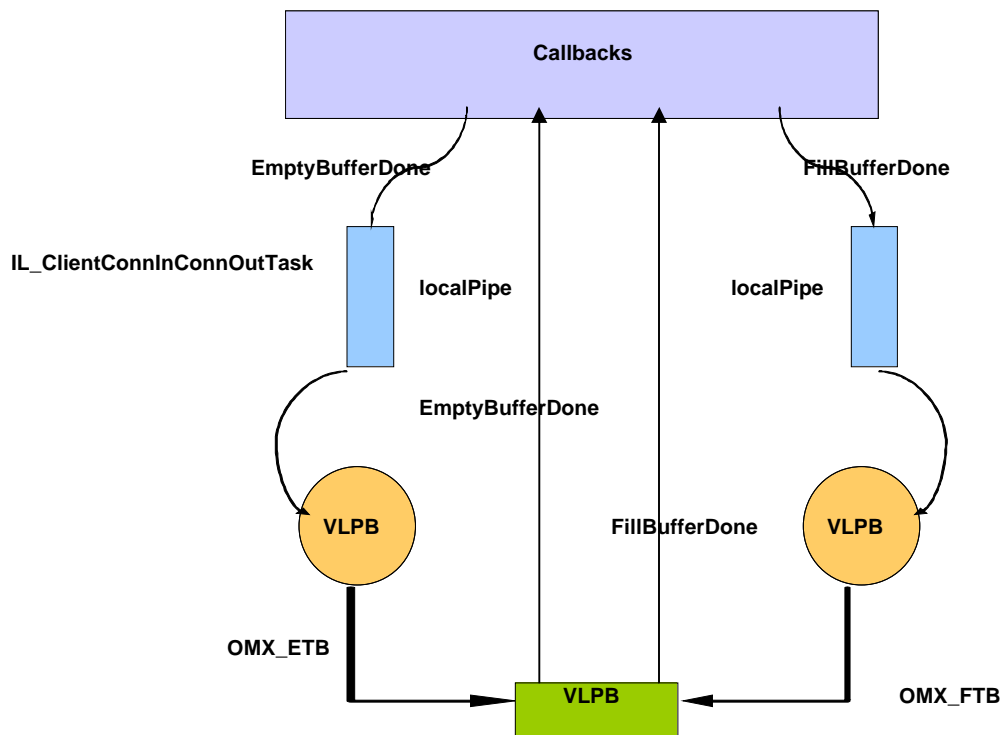 Callbacks
EmptyBufferDone
FillBufferDone
IL_ClientConnInConnOutTask
localPipe
localPipe
EmptyBufferDone
VLPB
FillBufferDone
VLPB
OMX_ETB
VLPB
OMX_FTB